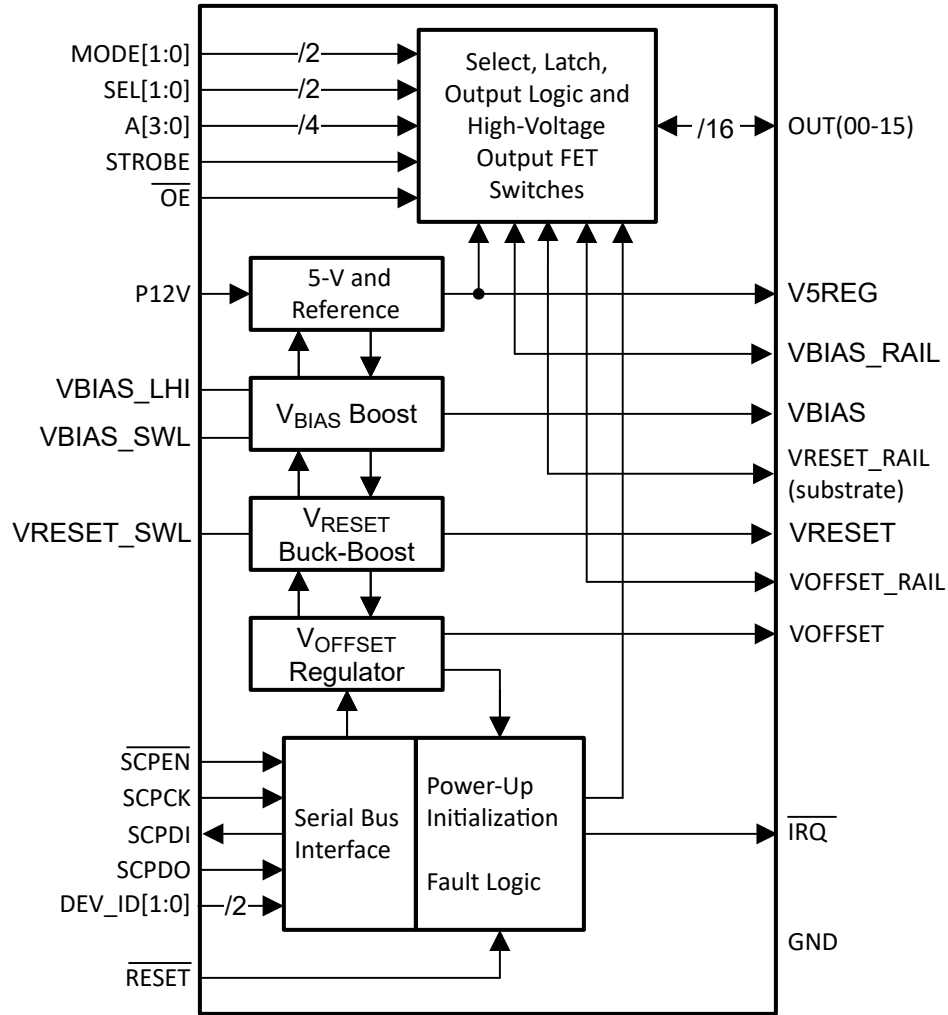 MODE[1:0]
/2
SEL[1:0]
/2
A[3:0]
/4
STROBE
OE
Select, Latch,
Output Logic and
High-Voltage
Output FET
Switches
/16
OUT(00-15)
P12V
5-V and
Reference
V5REG
VBIAS_RAIL
VBIAS_LHI
VBIAS_SWL
VBIAS Boost
VBIAS
VRESET_RAIL
(substrate)
VRESET_SWL
VRESET
Buck-Boost
VRESET
VOFFSET_RAIL
VOFFSET
Regulator
VOFFSET
SCPEN
SCPCK
SCPDI
SCPDO
DEV_ID[1:0]
/2
Serial Bus
Interface
Power-Up
Initialization
Fault Logic
IRQ
GND
RESET